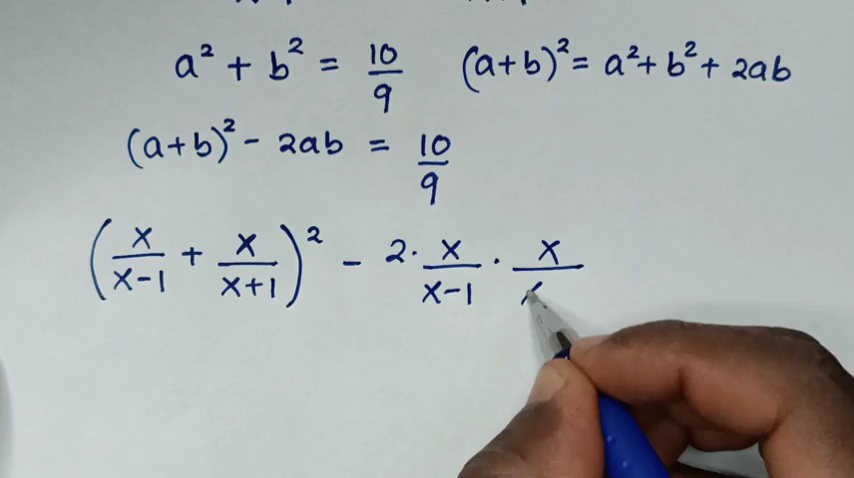 a² + b² = 10/9 (a+b)² = a² + b² + 2ab
(a+b)² - 2ab = 10/9
(x/(x-1) + x/(x+1))² - 2 · x/(x-1) · x/